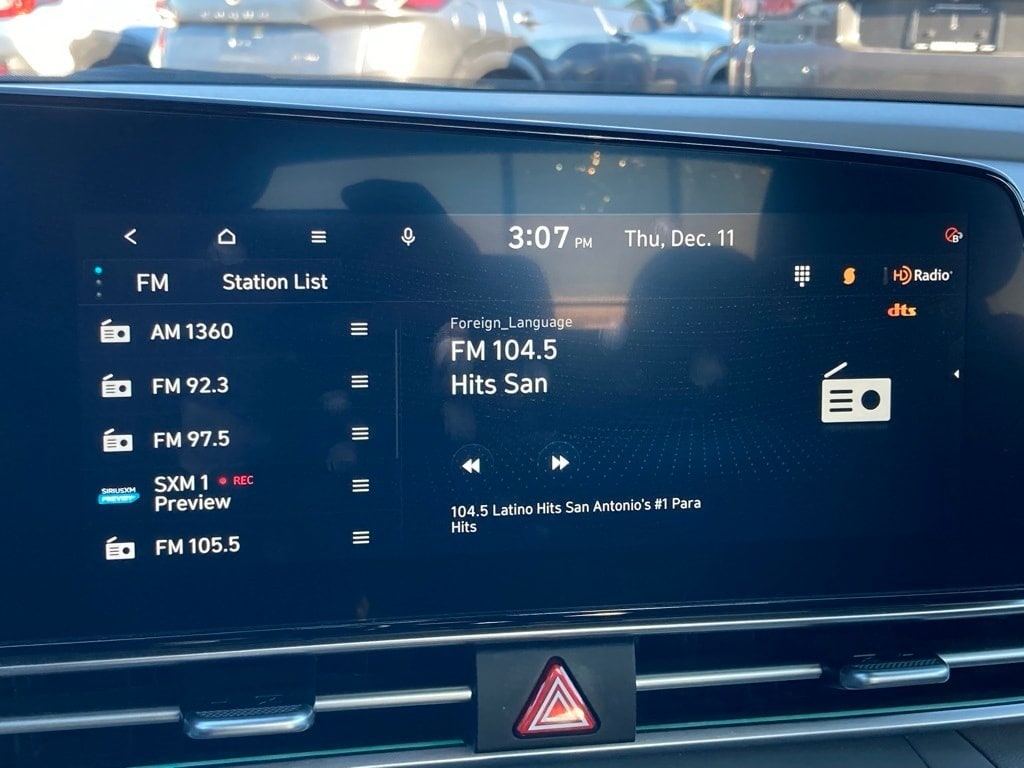 3:07 PM Thu, Dec. 11
FM Station List HD Radio
dts
AM 1360
FM 92.3
FM 97.5
SIRIUSXM
PREVIEW
SXM 1 REC
Preview
FM 105.5
Foreign_Language
FM 104.5
Hits San
104.5 Latino Hits San Antonio's #1 Para
Hits